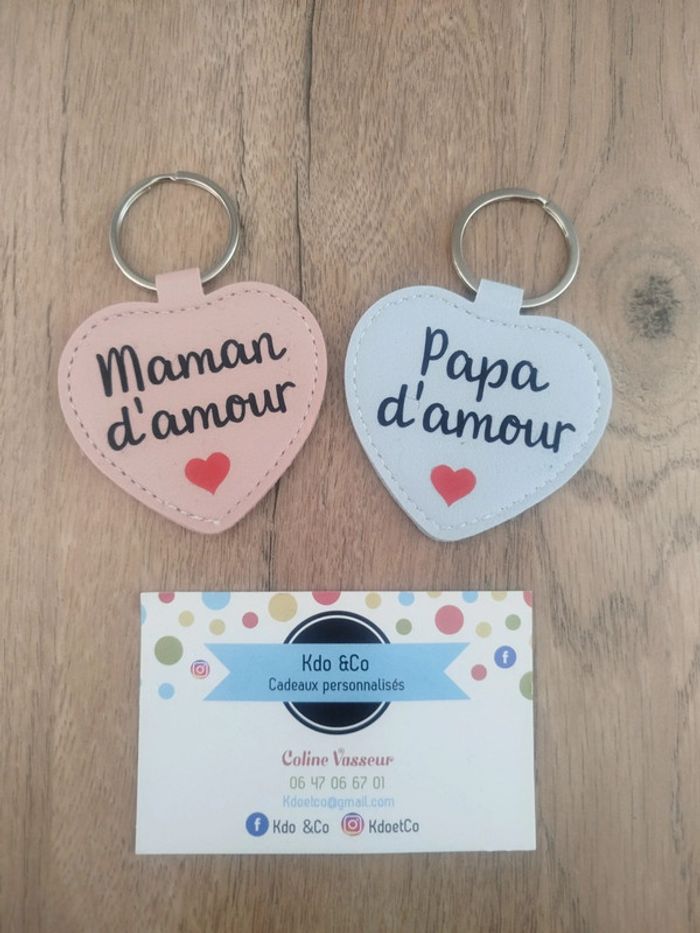 Maman
d'amour
Papa
d'amour
Kdo &Co
Cadeaux personnalisés
Coline Vasseur
06 47 06 67 01
Kdoetco@gmail.com
Kdo &Co KdoetCo